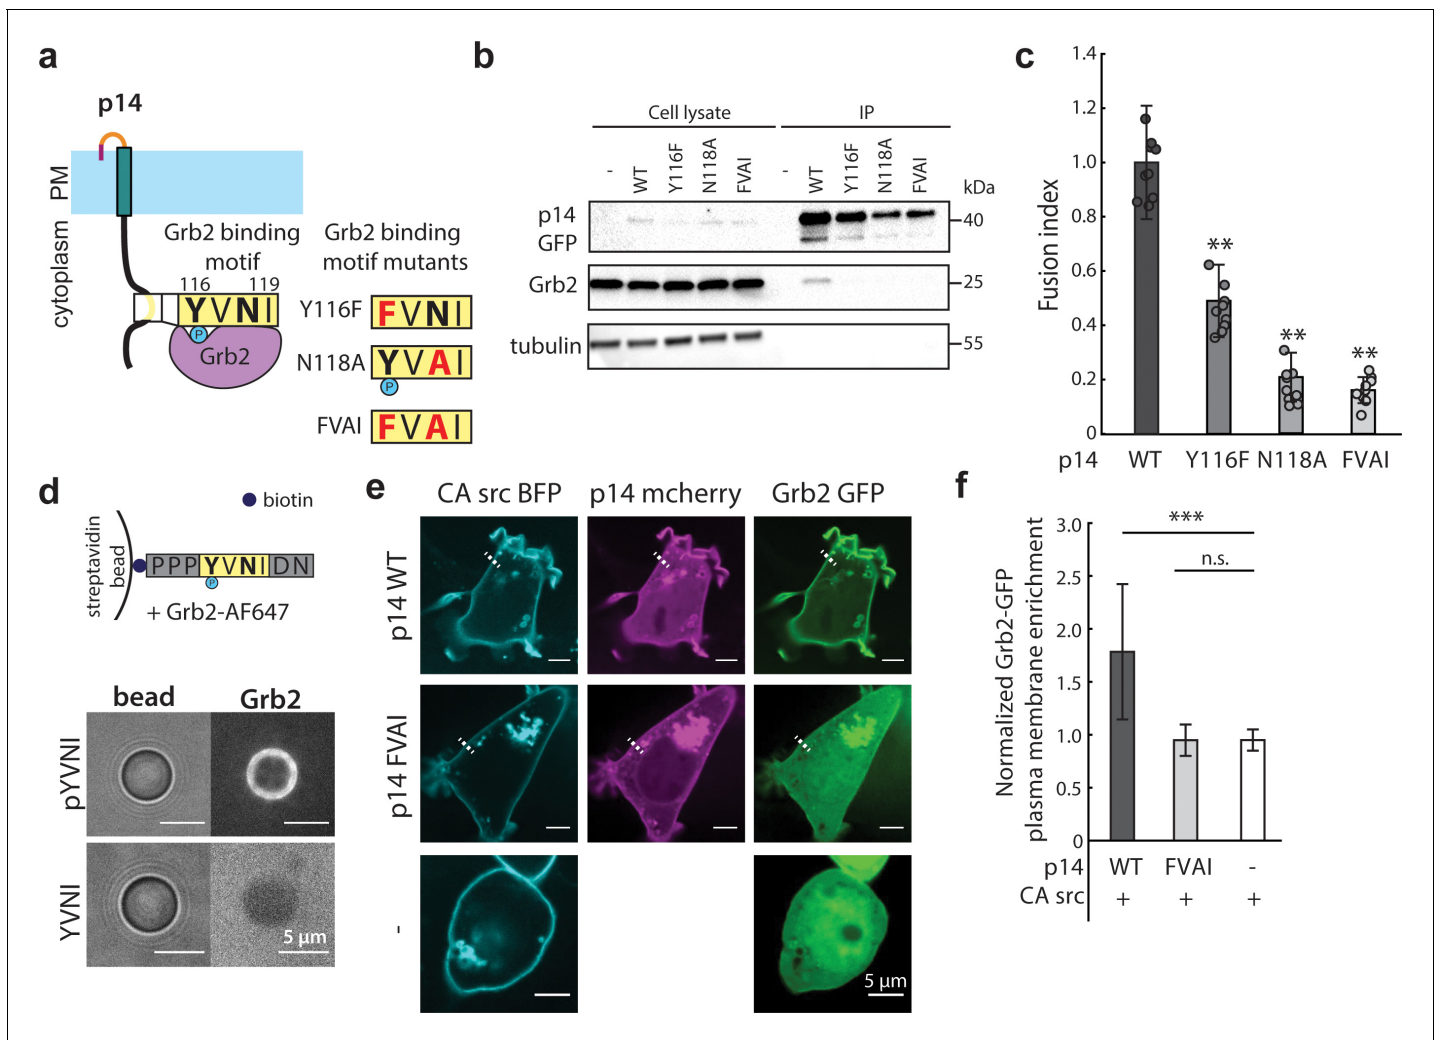 a
p14
PM
cytoplasm
Grb2 binding
motif
116 119
YVNI
P
Grb2
Grb2 binding
motif mutants
Y116F FVNI
N118A YVAI
P
FVAI FVAI
b
Cell lysate IP
- WT Y116F N118A FVAI - WT Y116F N118A FVAI
kDa
p14
GFP
40
Grb2 25
tubulin 55
c
Fusion index
1.4
1.2
1.0
0.8
0.6
0.4
0.2
0
** ** **
p14 WT Y116F N118A FVAI
d
biotin
streptavidin
bead
PPPYVNIDN
P
+ Grb2-AF647
bead Grb2
pYVNI
YVNI
5 µm
e
CA src BFP p14 mcherry Grb2 GFP
p14 WT
p14 FVAI
-
5 µm
f
Normalized Grb2-GFP
plasma membrane enrichment
3.0
2.5
2.0
1.5
1.0
0.5
0
***
n.s.
p14 WT FVAI -
CA src + + +